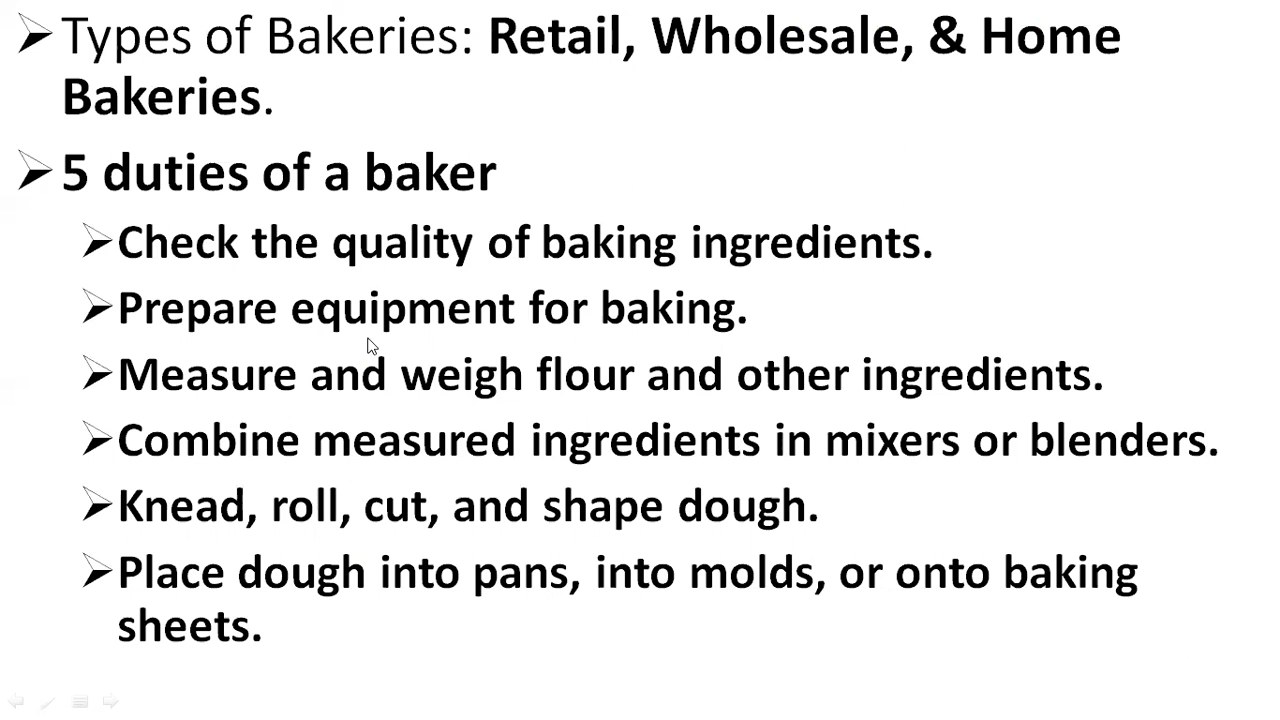 Types of Bakeries: Retail, Wholesale, & Home
Bakeries.
5 duties of a baker
Check the quality of baking ingredients.
Prepare equipment for baking.
Measure and weigh flour and other ingredients.
Combine measured ingredients in mixers or blenders.
Knead, roll, cut, and shape dough.
Place dough into pans, into molds, or onto baking
sheets.